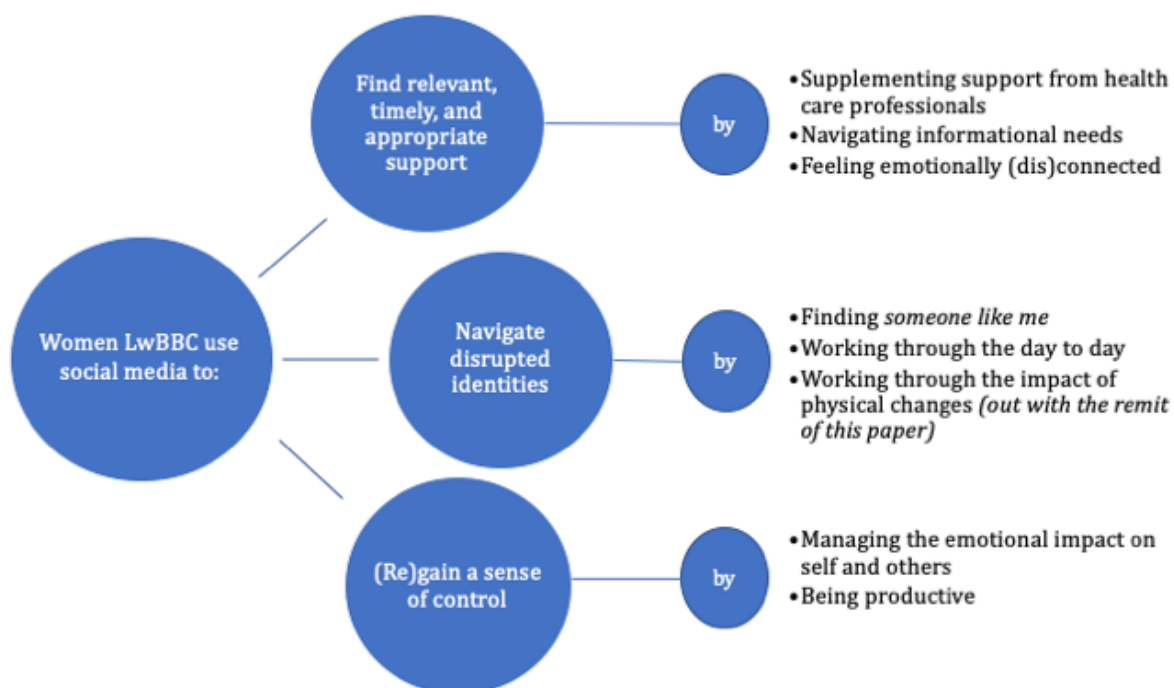 Find relevant,
timely, and
appropriate
support
by
•Supplementing support from health
care professionals
•Navigating informational needs
•Feeling emotionally (dis)connected
Women LwBBC use
social media to:
Navigate
disrupted
identities
by
•Finding someone like me
•Working through the day to day
•Working through the impact of
physical changes (out with the remit
of this paper)
(Re)gain a sense
of control
by
•Managing the emotional impact on
self and others
•Being productive